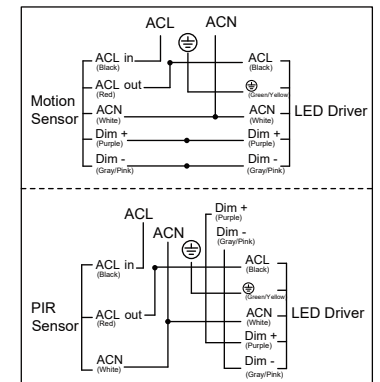 ACL ACN
ACL in ACL
(Black) (Black)
ACL out
(Red) (Green/Yellow)
Motion Sensor ACN ACN LED Driver
(White) (White)
Dim + Dim +
(Purple) (Purple)
Dim - Dim -
(Gray/Pink) (Gray/Pink)
Dim +
(Purple)
ACL
Dim -
ACN
(Gray/Pink)
ACL in ACL
(Black) (Black)
(Green/Yellow)
PIR Sensor ACL out ACN LED Driver
(Red) (White)
Dim +
(Purple)
ACN Dim -
(White) (Gray/Pink)